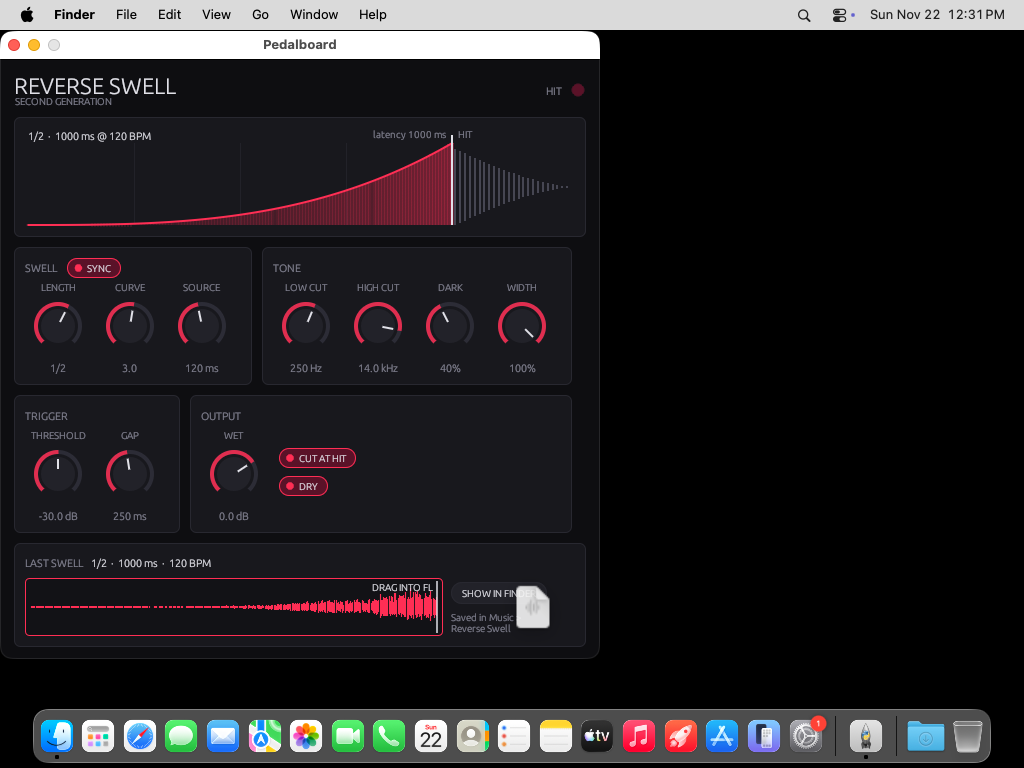 Finder File Edit View Go Window Help Sun Nov 22 12:31 PM
Pedalboard
REVERSE SWELL
SECOND GENERATION
HIT
1/2 · 1000 ms @ 120 BPM
latency 1000 ms
HIT
SWELL
SYNC
LENGTH CURVE SOURCE
1/2 3.0 120 ms
TONE
LOW CUT HIGH CUT DARK WIDTH
250 Hz 14.0 kHz 40% 100%
TRIGGER
THRESHOLD GAP
-30.0 dB 250 ms
OUTPUT
WET
0.0 dB
CUT AT HIT
DRY
LAST SWELL 1/2 · 1000 ms · 120 BPM
DRAG INTO FL
SHOW IN
Saved in Music
Reverse Swell
Sun
22
tv
1